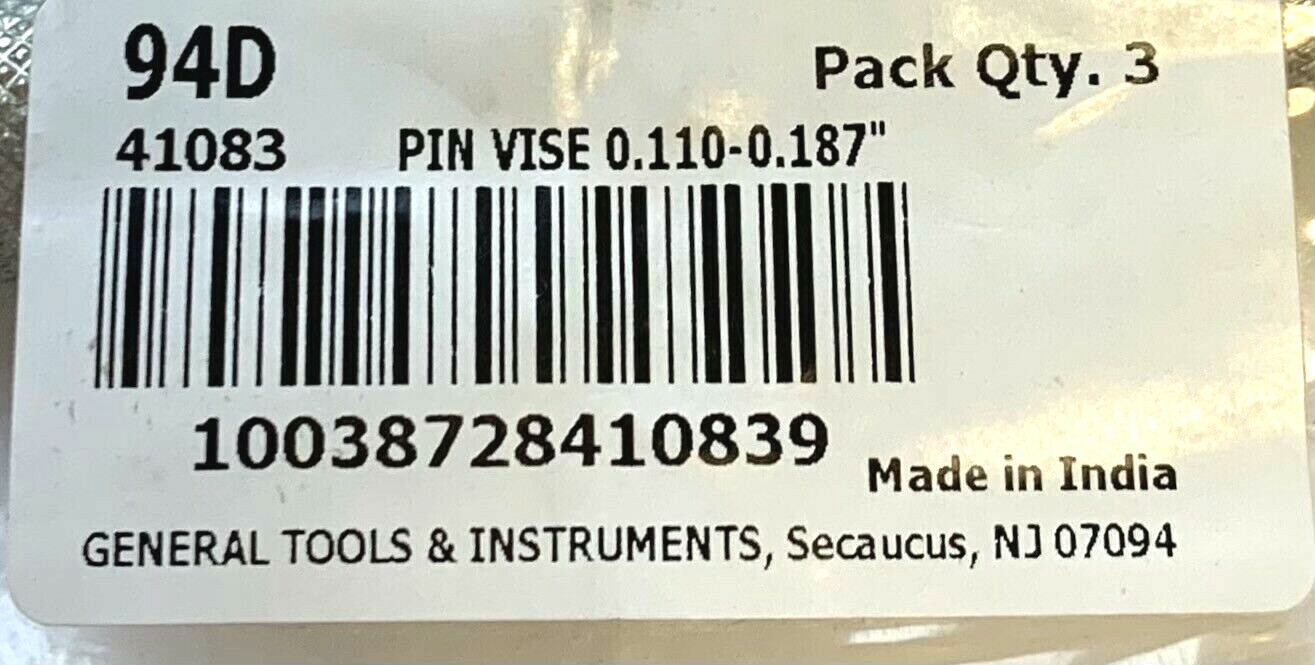 94D Pack Qty. 3
41083 PIN VISE 0.110-0.187"
10038728410839
Made in India
GENERAL TOOLS & INSTRUMENTS, Secaucus, NJ 07094